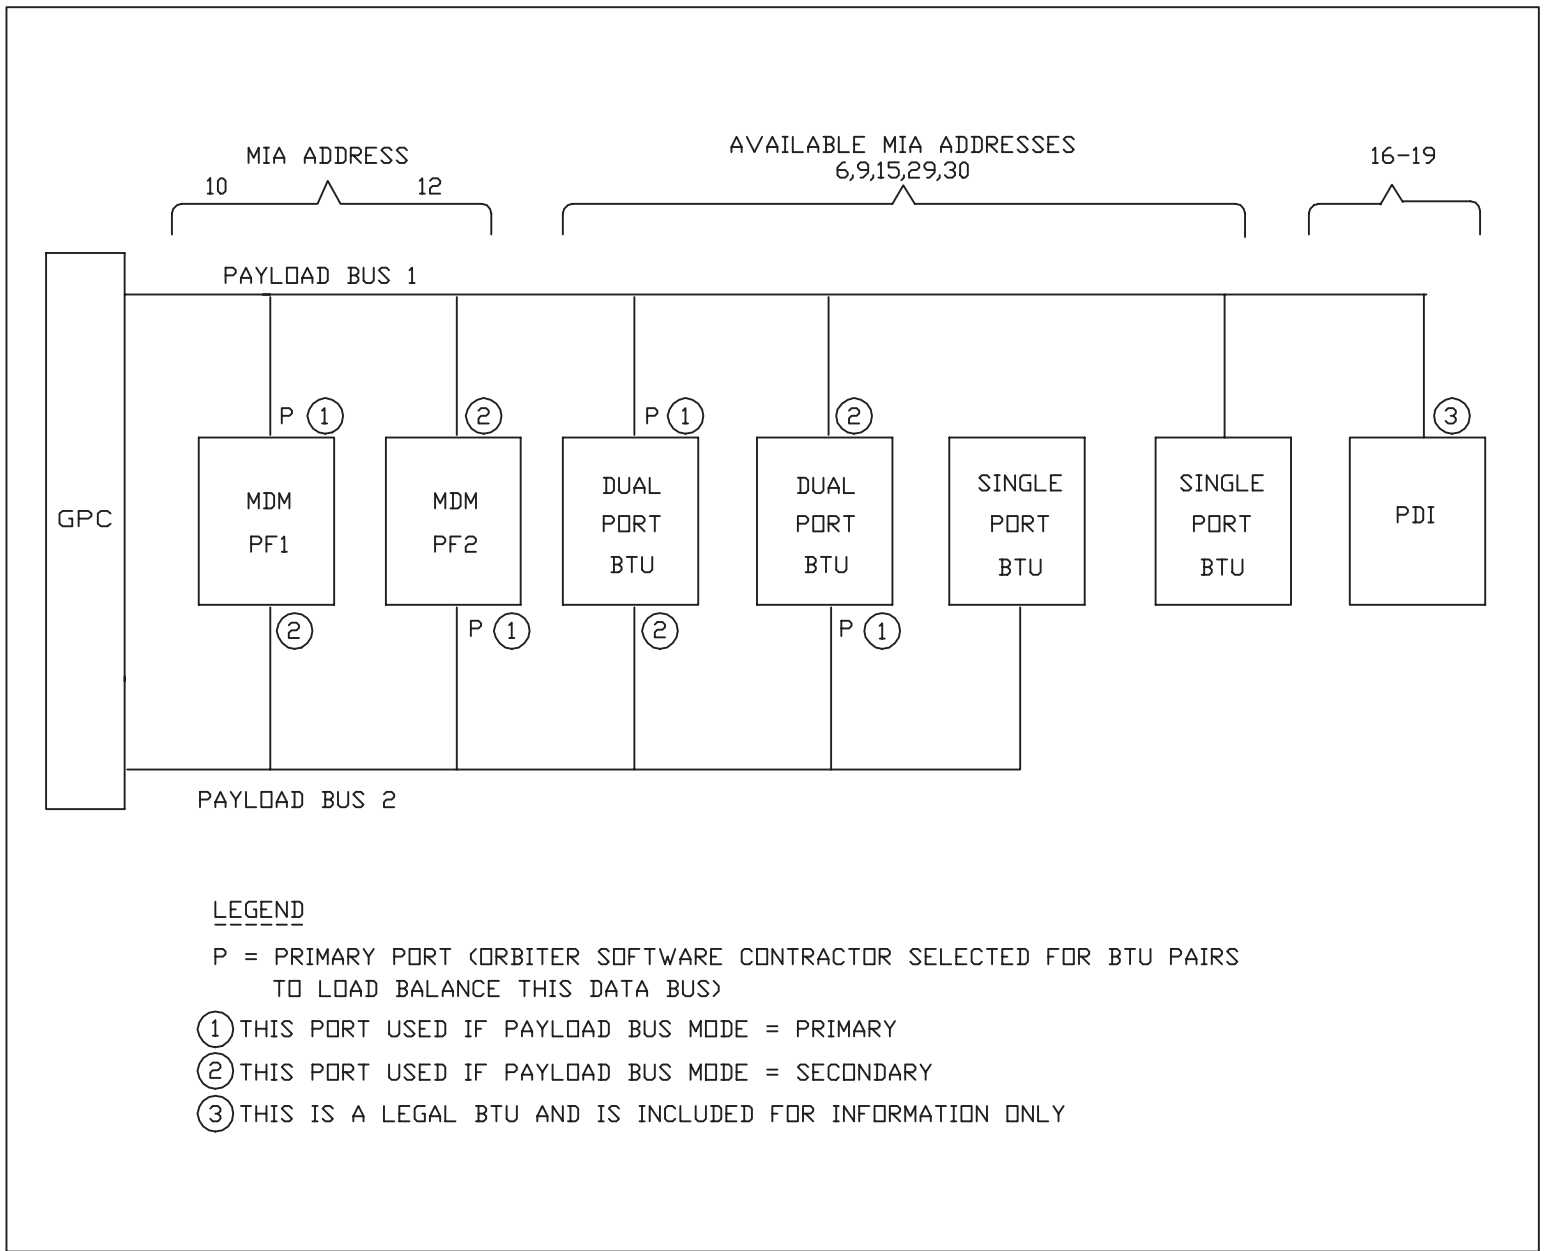 MIA ADDRESS
10 12
AVAILABLE MIA ADDRESSES
6,9,15,29,30
16-19
PAYLOAD BUS 1
P 1
2
P 1
2
3
GPC
MDM
PF1
MDM
PF2
DUAL
PORT
BTU
DUAL
PORT
BTU
SINGLE
PORT
BTU
SINGLE
PORT
BTU
PDI
2
P 1
2
P 1
PAYLOAD BUS 2
LEGEND
P = PRIMARY PORT (ORBITER SOFTWARE CONTRACTOR SELECTED FOR BTU PAIRS
TO LOAD BALANCE THIS DATA BUS)
1 THIS PORT USED IF PAYLOAD BUS MODE = PRIMARY
2 THIS PORT USED IF PAYLOAD BUS MODE = SECONDARY
3 THIS IS A LEGAL BTU AND IS INCLUDED FOR INFORMATION ONLY